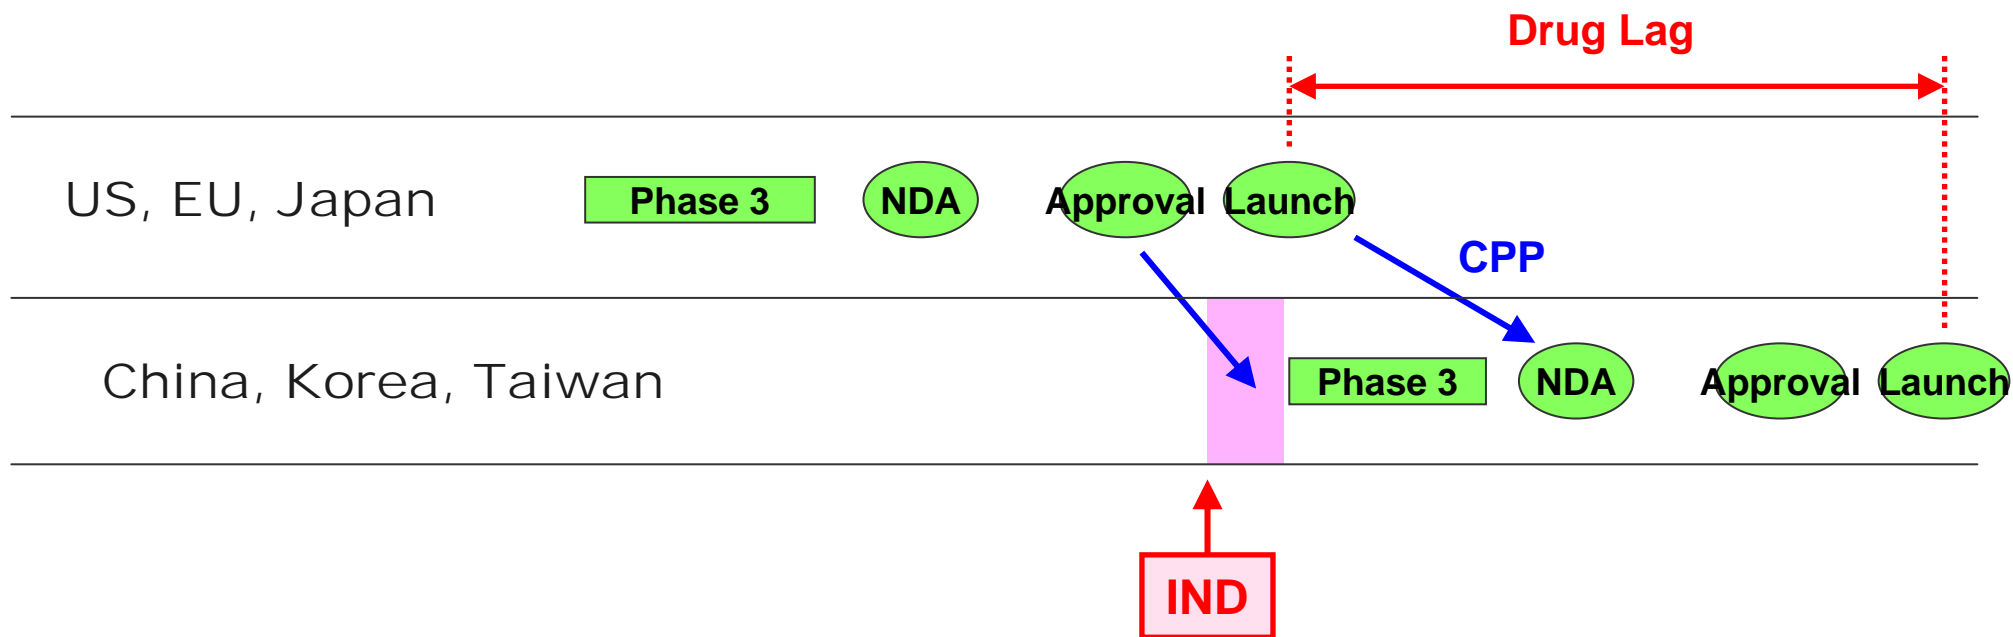 Drug Lag
US, EU, Japan Phase 3 NDA Approval Launch
CPP
China, Korea, Taiwan Phase 3 NDA Approval Launch
IND